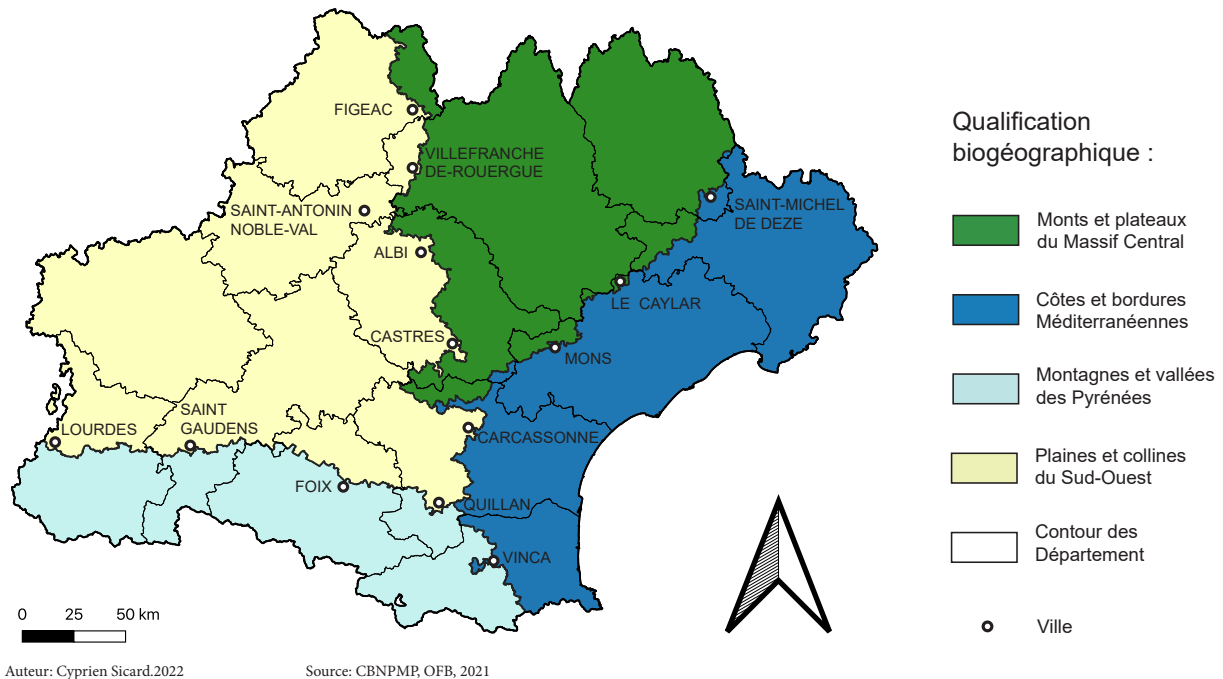 FIGEAC
VILLEFRANCHE
DE-ROUERGUE
SAINT-ANTONIN
NOBLE-VAL
SAINT-MICHEL
DE DEZE
ALBI
LE CAYLAR
CASTRES
MONS
SAINT
GAUDENS
LOURDES
CARCASSONNE
FOIX
QUILLAN
VINCA
0 25 50 km
Auteur: Cyprien Sicard.2022
Source: CBNPMP, OFB, 2021
Qualification
biogéographique :
Monts et plateaux
du Massif Central
Côtes et bordures
Méditerranéennes
Montagnes et vallées
des Pyrénées
Plaines et collines
du Sud-Ouest
Contour des
Département
Ville